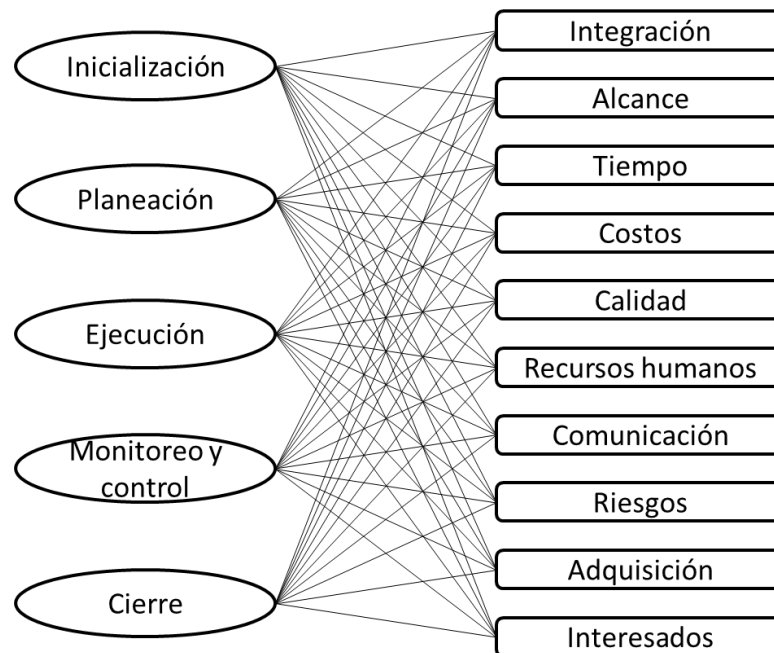 Inicialización
Planeación
Ejecución
Monitoreo y
control
Cierre
Integración
Alcance
Tiempo
Costos
Calidad
Recursos humanos
Comunicación
Riesgos
Adquisición
Interesados